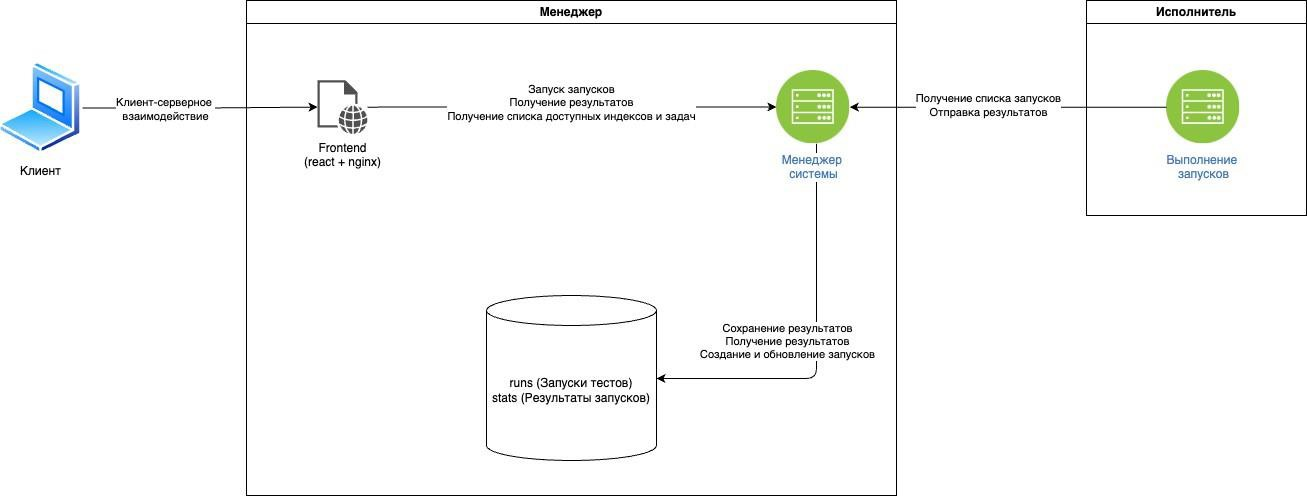 Менеджер
Исполнитель
Клиент
Клиент-серверное
взаимодействие
Frontend
(react + nginx)
Запуск запусков
Получение результатов
Получение списка доступных индексов и задач
Менеджер
системы
Получение списка запусков
Отправка результатов
Выполнение
запусков
Сохранение результатов
Получение результатов
Создание и обновление запусков
runs (Запуски тестов)
stats (Результаты запусков)